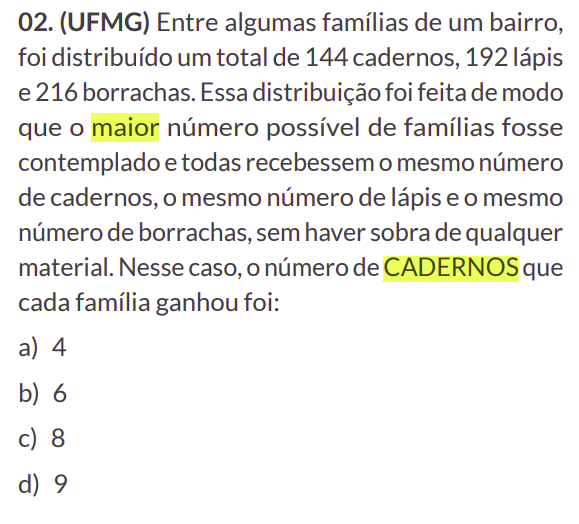 02. (UFMG) Entre algumas famílias de um bairro,
foi distribuído um total de 144 cadernos, 192 lápis
e 216 borrachas. Essa distribuição foi feita de modo
que o maior número possível de famílias fosse
contemplado e todas recebessem o mesmo número
de cadernos, o mesmo número de lápis e o mesmo
número de borrachas, sem haver sobra de qualquer
material. Nesse caso, o número de CADERNOS que
cada família ganhou foi:
a) 4
b) 6
c) 8
d) 9